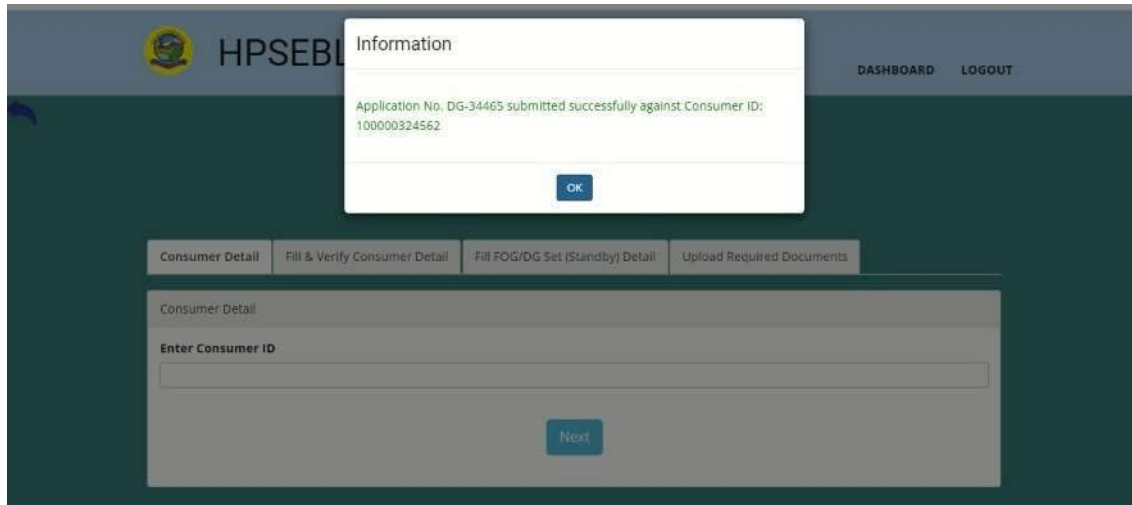 HPSEBL
Information
DASHBOARD LOGOUT
Application No. DG-34465 submitted successfully against Consumer ID:
100000324562
OK
Consumer Detail Fill & Verify Consumer Detail Fill FOG/DG Set (Standby) Detail Upload Required Documents
Consumer Detail
Enter Consumer ID
Next